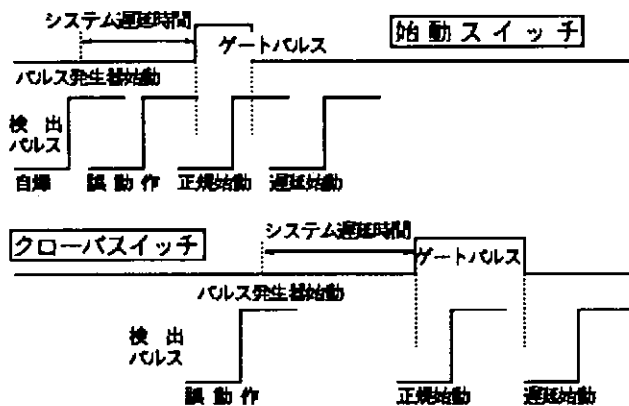 システム遅延時間
ゲートパルス
始動スイッチ
パルス発生器始動
検出
パルス
自爆
誤動作
正規始動
遅延始動
クローバスイッチ
システム遅延時間
ゲートパルス
パルス発生器始動
検出
パルス
誤動作
正規始動
遅延始動